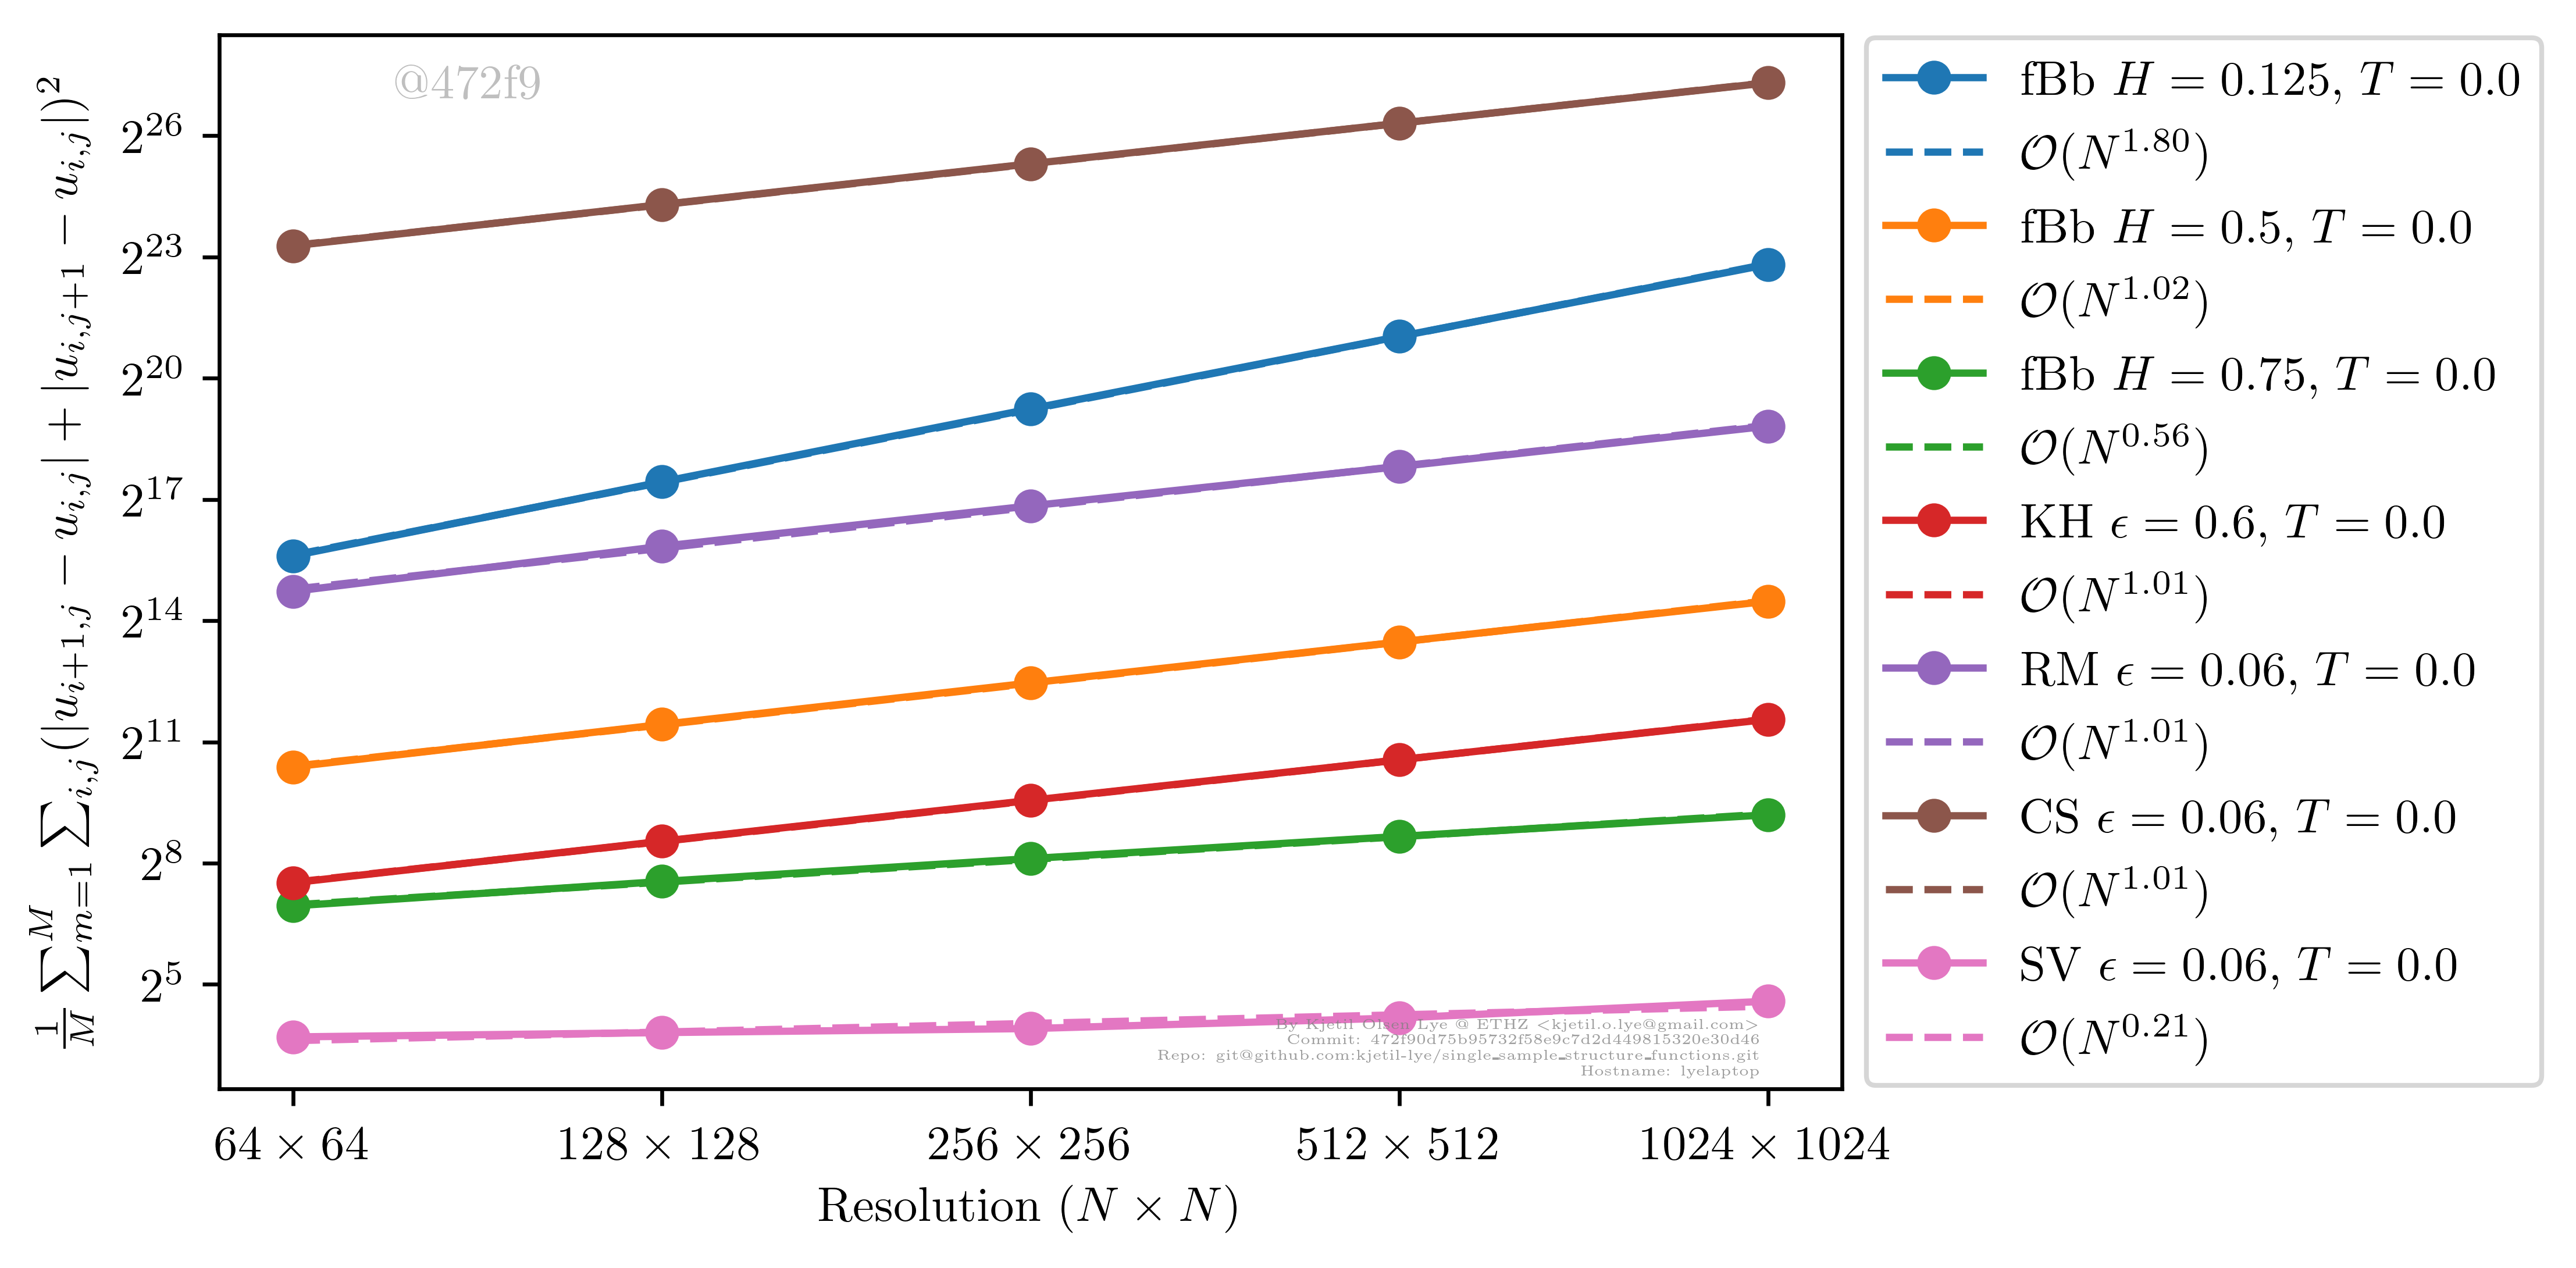 @472f9
2^26
2^23
2^20
2^17
2^14
2^11
2^8
2^5
\frac{1}{M} \sum_{m=1}^{M} \sum_{i,j} (|u_{i+1,j} − u_{i,j}| + |u_{i,j+1} − u_{i,j}|)^2
64 × 64
128 × 128
256 × 256
512 × 512
1024 × 1024
Resolution (N × N)
By Kjetil Olsen Lye @ ETHZ <kjetil.o.lye@gmail.com>
Commit: 472f90d75b95732f58e9c7d2d449815320e30d46
Repo: git@github.com:kjetil-lye/single_sample_structure_functions.git
Hostname: lyelaptop
fBb H = 0.125, T = 0.0
O(N^1.80)
fBb H = 0.5, T = 0.0
O(N^1.02)
fBb H = 0.75, T = 0.0
O(N^0.56)
KH ϵ = 0.6, T = 0.0
O(N^1.01)
RM ϵ = 0.06, T = 0.0
O(N^1.01)
CS ϵ = 0.06, T = 0.0
O(N^1.01)
SV ϵ = 0.06, T = 0.0
O(N^0.21)